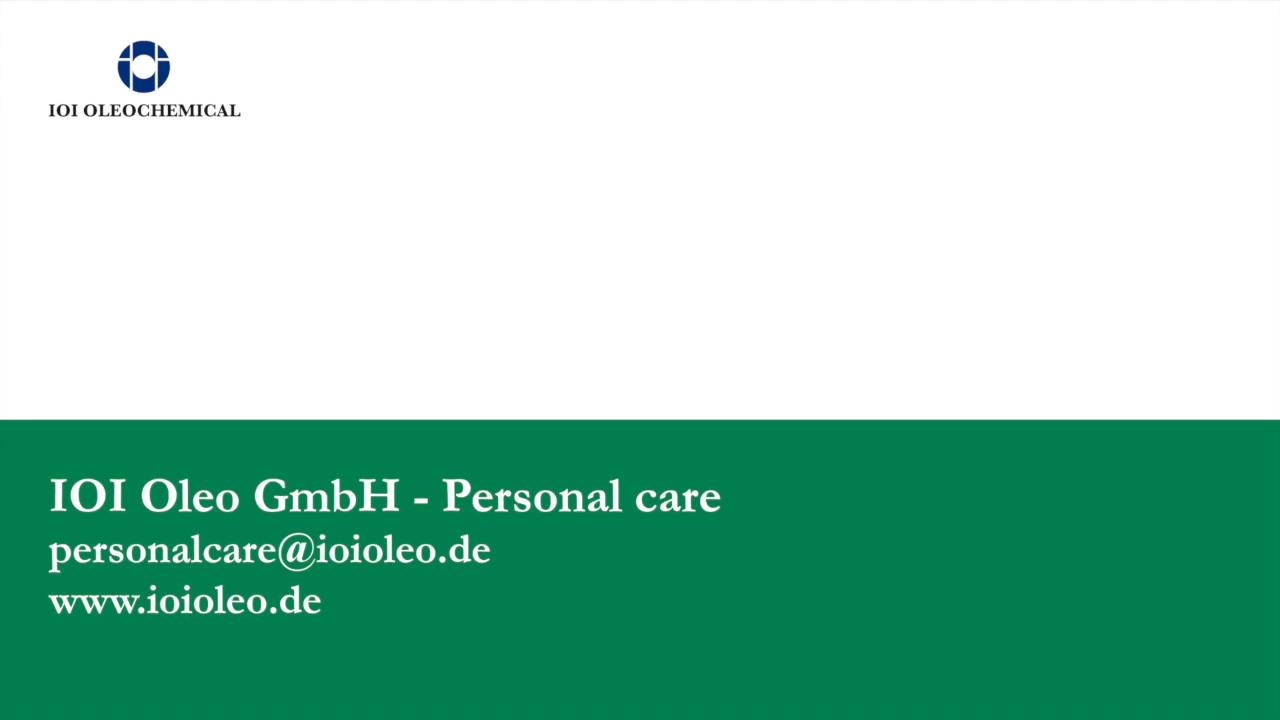 IOI OLEOCHEMICAL
IOI Oleo GmbH - Personal care
personalcare@ioioleo.de
www.ioioleo.de